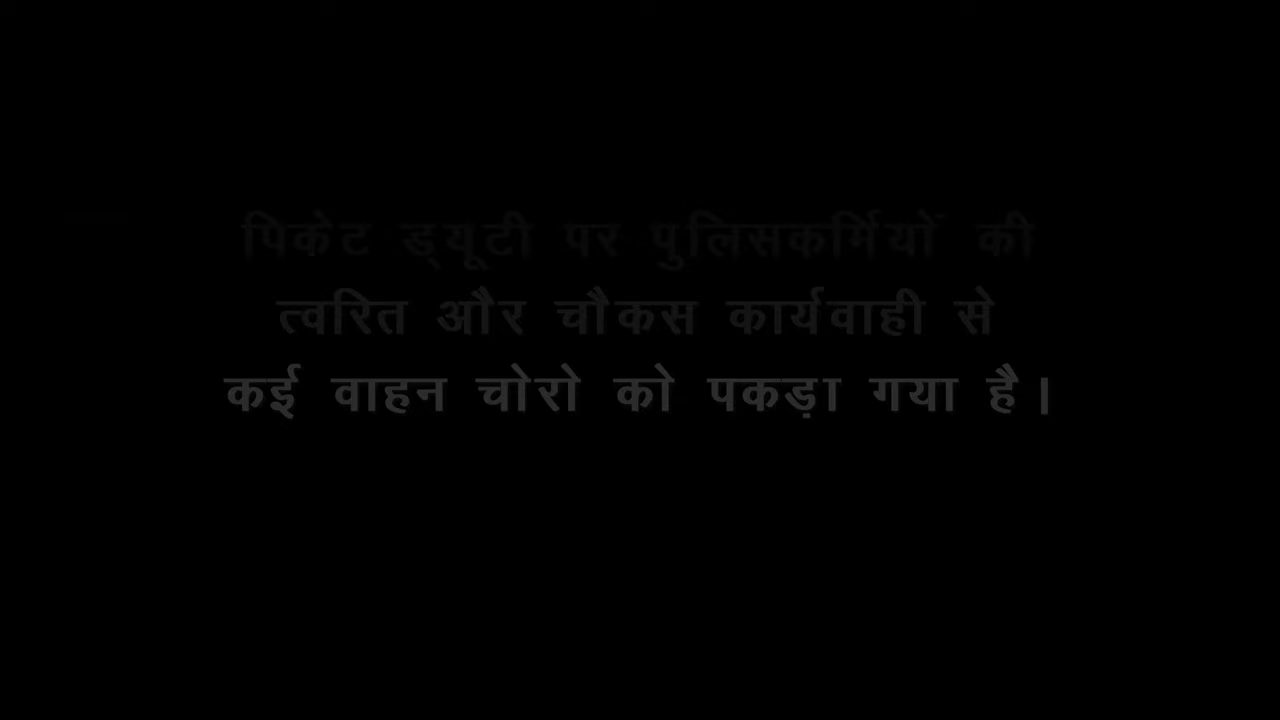 पिकेट ड्यूटी पर पुलिसकर्मियों की
त्वरित और चौकस कार्यवाही से
कई वाहन चोरो को पकड़ा गया है।